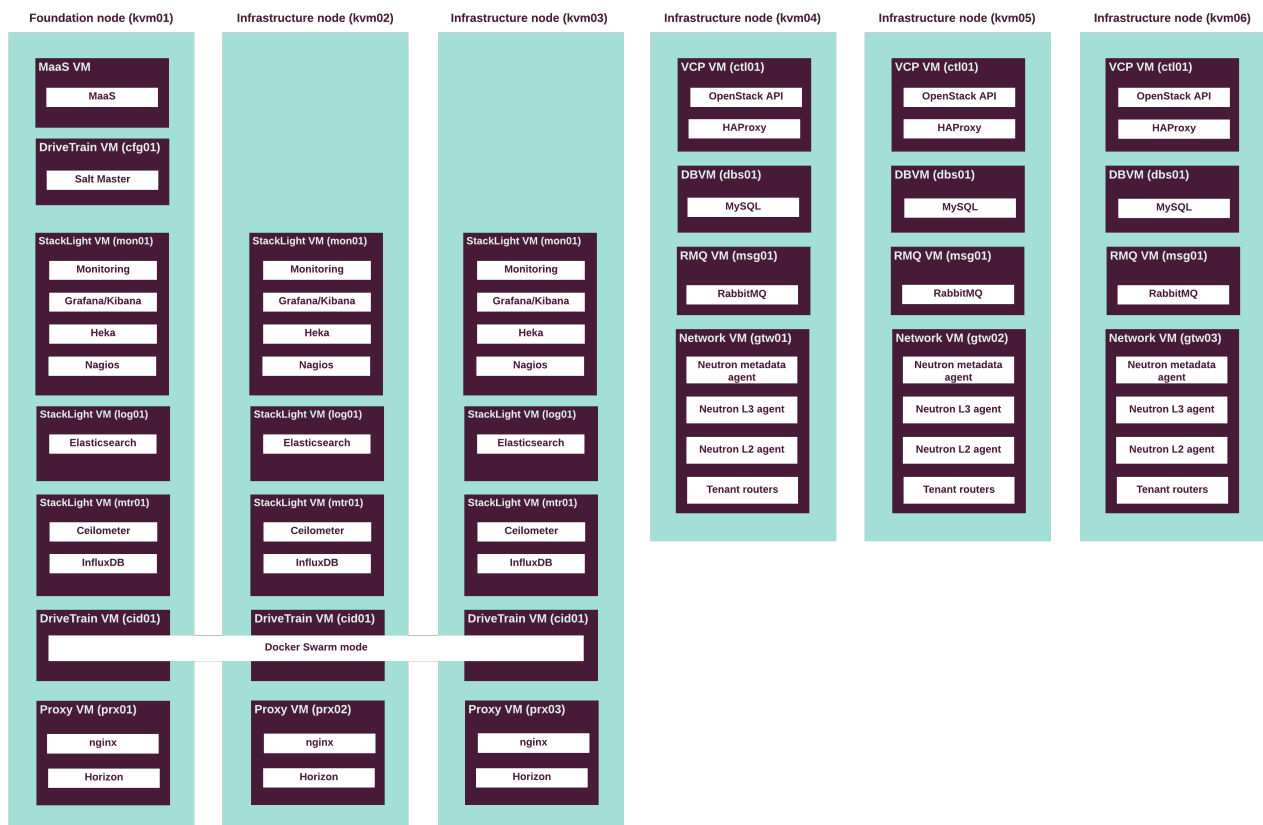 Foundation node (kvm01)
MaaS VM
MaaS
DriveTrain VM (cfg01)
Salt Master
StackLight VM (mon01)
Monitoring
Grafana/Kibana
Heka
Nagios
StackLight VM (log01)
Elasticsearch
StackLight VM (mtr01)
Ceilometer
InfluxDB
DriveTrain VM (cid01)
Docker Swarm mode
Proxy VM (prx01)
nginx
Horizon
Infrastructure node (kvm02)
StackLight VM (mon01)
Monitoring
Grafana/Kibana
Heka
Nagios
StackLight VM (log01)
Elasticsearch
StackLight VM (mtr01)
Ceilometer
InfluxDB
DriveTrain VM (cid01)
Proxy VM (prx02)
nginx
Horizon
Infrastructure node (kvm03)
StackLight VM (mon01)
Monitoring
Grafana/Kibana
Heka
Nagios
StackLight VM (log01)
Elasticsearch
StackLight VM (mtr01)
Ceilometer
InfluxDB
DriveTrain VM (cid01)
Proxy VM (prx03)
nginx
Horizon
Infrastructure node (kvm04)
VCP VM (ctl01)
OpenStack API
HAProxy
DBVM (dbs01)
MySQL
RMQ VM (msg01)
RabbitMQ
Network VM (gtw01)
Neutron metadata
agent
Neutron L3 agent
Neutron L2 agent
Tenant routers
Infrastructure node (kvm05)
VCP VM (ctl01)
OpenStack API
HAProxy
DBVM (dbs01)
MySQL
RMQ VM (msg01)
RabbitMQ
Network VM (gtw02)
Neutron metadata
agent
Neutron L3 agent
Neutron L2 agent
Tenant routers
Infrastructure node (kvm06)
VCP VM (ctl01)
OpenStack API
HAProxy
DBVM (dbs01)
MySQL
RMQ VM (msg01)
RabbitMQ
Network VM (gtw03)
Neutron metadata
agent
Neutron L3 agent
Neutron L2 agent
Tenant routers